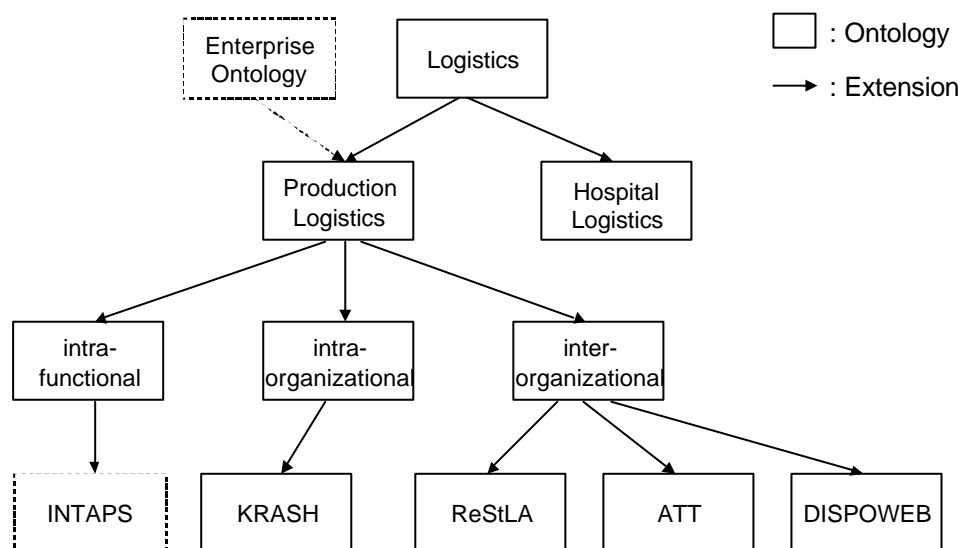 Enterprise
Ontology
Logistics
: Ontology
: Extension
Production
Logistics
Hospital
Logistics
intra-
functional
intra-
organizational
inter-
organizational
INTAPS
KRASH
ReStLA
ATT
DISPOWEB